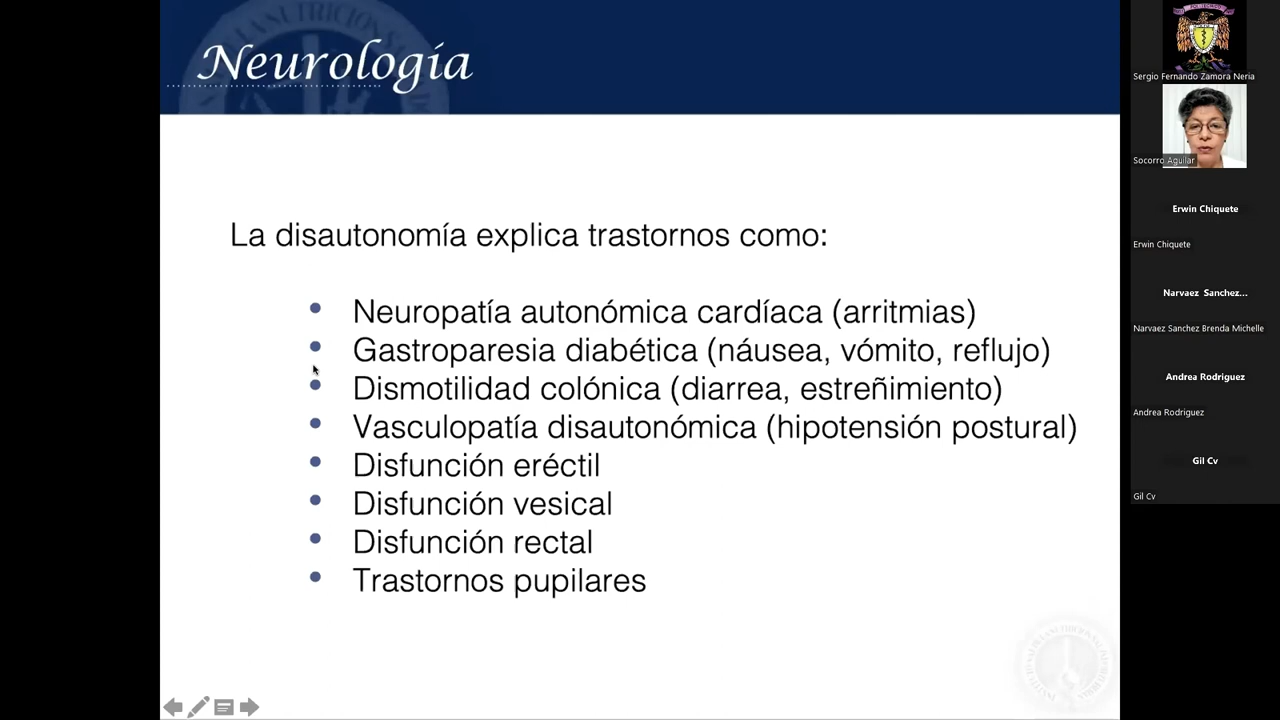 Neurología
La disautonomía explica trastornos como:
• Neuropatía autonómica cardíaca (arritmias)
• Gastroparesia diabética (náusea, vómito, reflujo)
• Dismotilidad colónica (diarrea, estreñimiento)
• Vasculopatía disautonómica (hipotensión postural)
• Disfunción eréctil
• Disfunción vesical
• Disfunción rectal
• Trastornos pupilares
Sergio Fernando Zamora Neria
Socorro Aguilar
Erwin Chiquete
Erwin Chiquete
Narvaez Sanchez...
Narvaez Sanchez Brenda Michelle
Andrea Rodriguez
Andrea Rodriguez
Gil Cv
Gil Cv